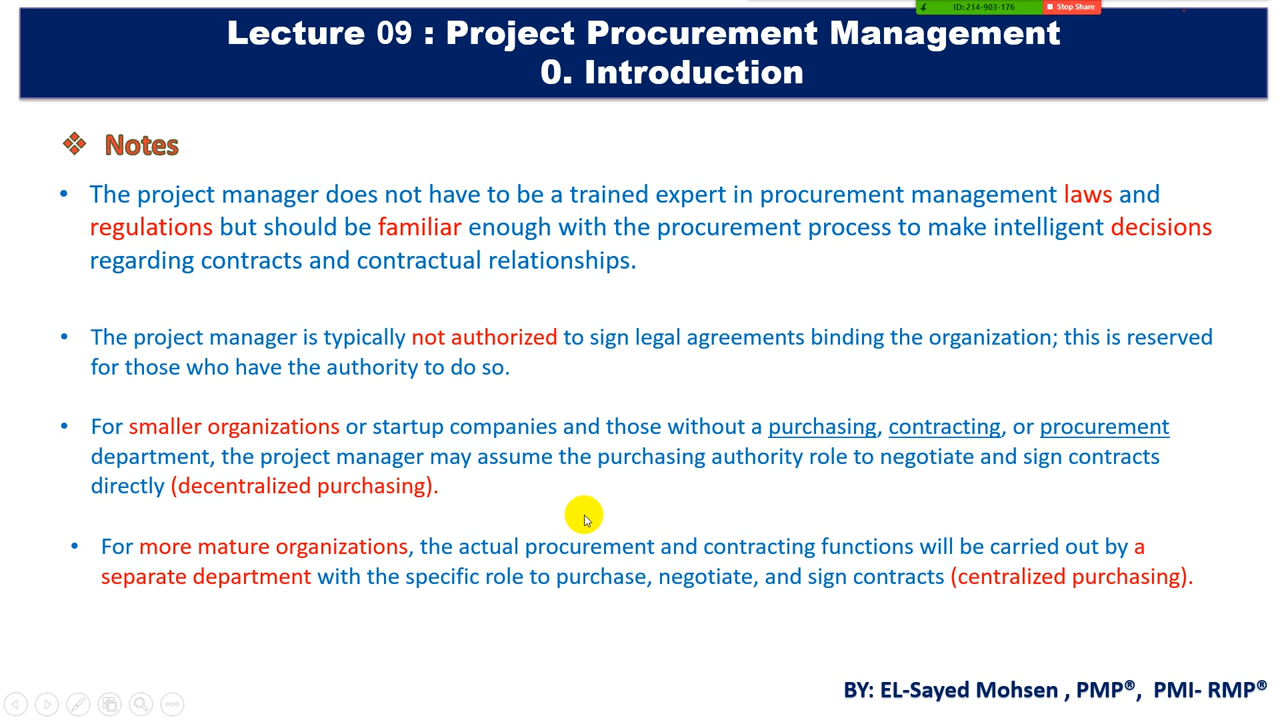 ID: 214-903-176
Stop Share
Lecture 09 : Project Procurement Management
0. Introduction
Notes
• The project manager does not have to be a trained expert in procurement management laws and
regulations but should be familiar enough with the procurement process to make intelligent decisions
regarding contracts and contractual relationships.
• The project manager is typically not authorized to sign legal agreements binding the organization; this is reserved
for those who have the authority to do so.
• For smaller organizations or startup companies and those without a purchasing, contracting, or procurement
department, the project manager may assume the purchasing authority role to negotiate and sign contracts
directly (decentralized purchasing).
• For more mature organizations, the actual procurement and contracting functions will be carried out by a
separate department with the specific role to purchase, negotiate, and sign contracts (centralized purchasing).
BY: EL-Sayed Mohsen , PMP®, PMI- RMP®